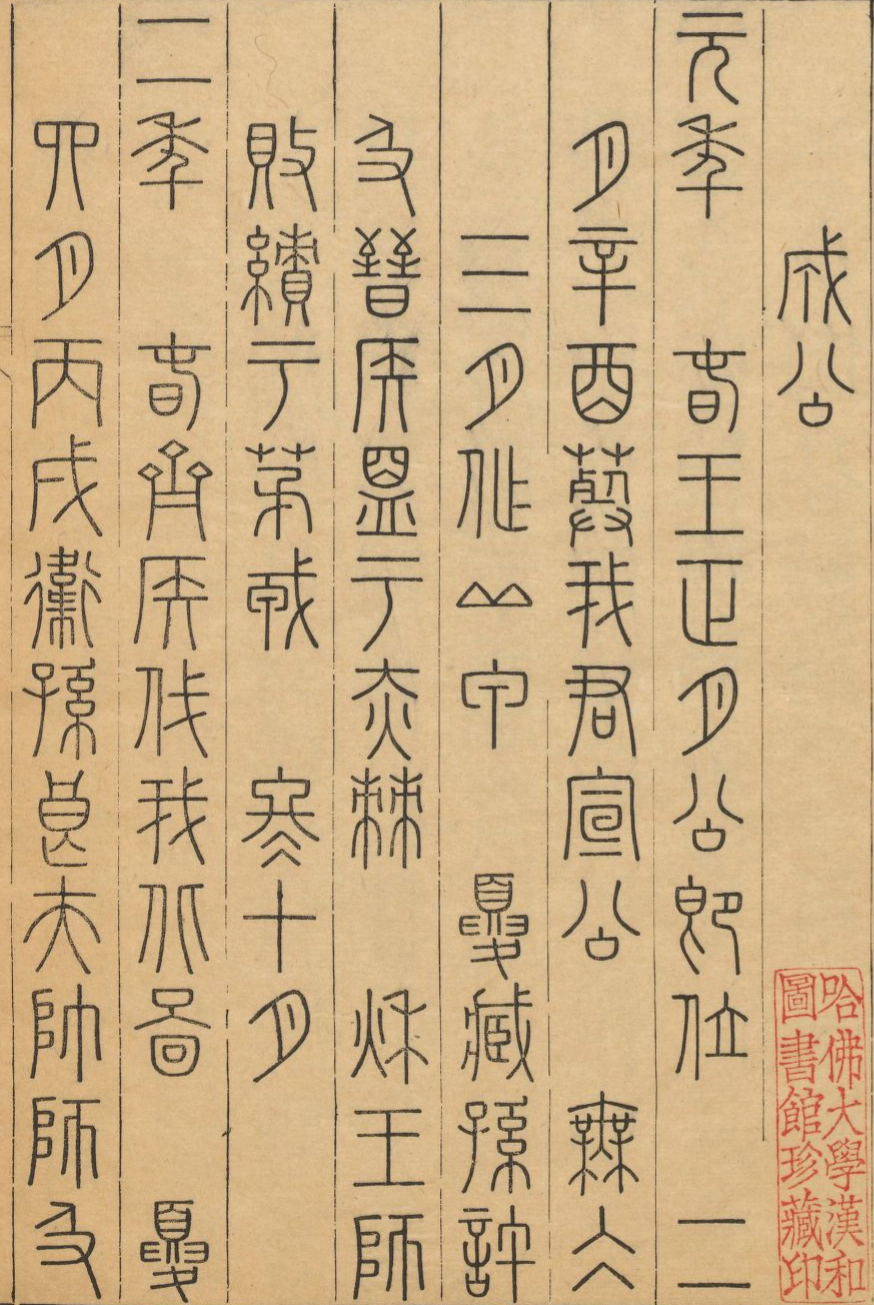 成公
元年 春王正月公即位 二
月辛酉葬我君宣公 無仌
三月作丘甲 夏臧孫許
及晉侯盟于赤棘 秋王師
敗績于茅戎 冬十月
二年 春齊侯伐我北啚 夏
四月丙戌衛孫良夫帥師及
哈佛大學漢和
圖書館珍藏印